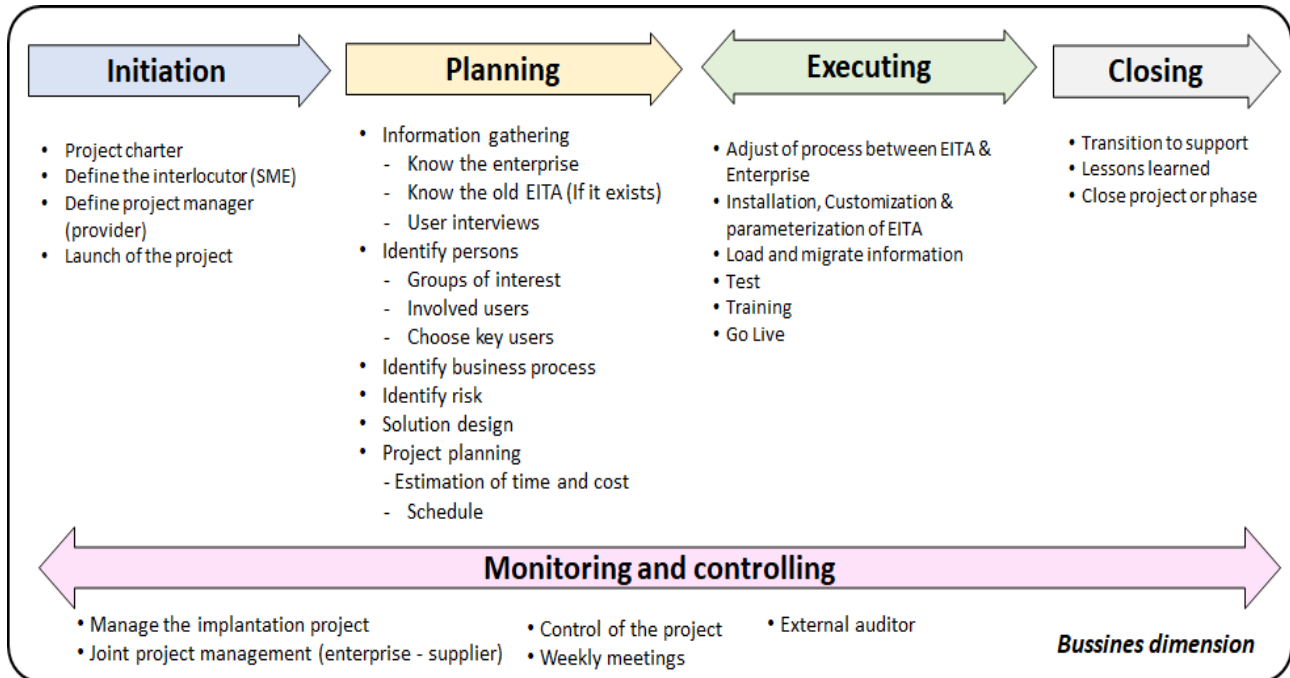 Initiation
• Project charter
• Define the interlocutor (SME)
• Define project manager
(provider)
• Launch of the project
Planning
• Information gathering
- Know the enterprise
- Know the old EITA (If it exists)
- User interviews
• Identify persons
- Groups of interest
- Involved users
- Choose key users
• Identify business process
• Identify risk
• Solution design
• Project planning
- Estimation of time and cost
- Schedule
Executing
• Adjust of process between EITA &
Enterprise
• Installation, Customization &
parameterization of EITA
• Load and migrate information
• Test
• Training
• Go Live
Closing
• Transition to support
• Lessons learned
• Close project or phase
Monitoring and controlling
• Manage the implantation project
• Joint project management (enterprise - supplier)
• Control of the project
• Weekly meetings
• External auditor
Bussines dimension